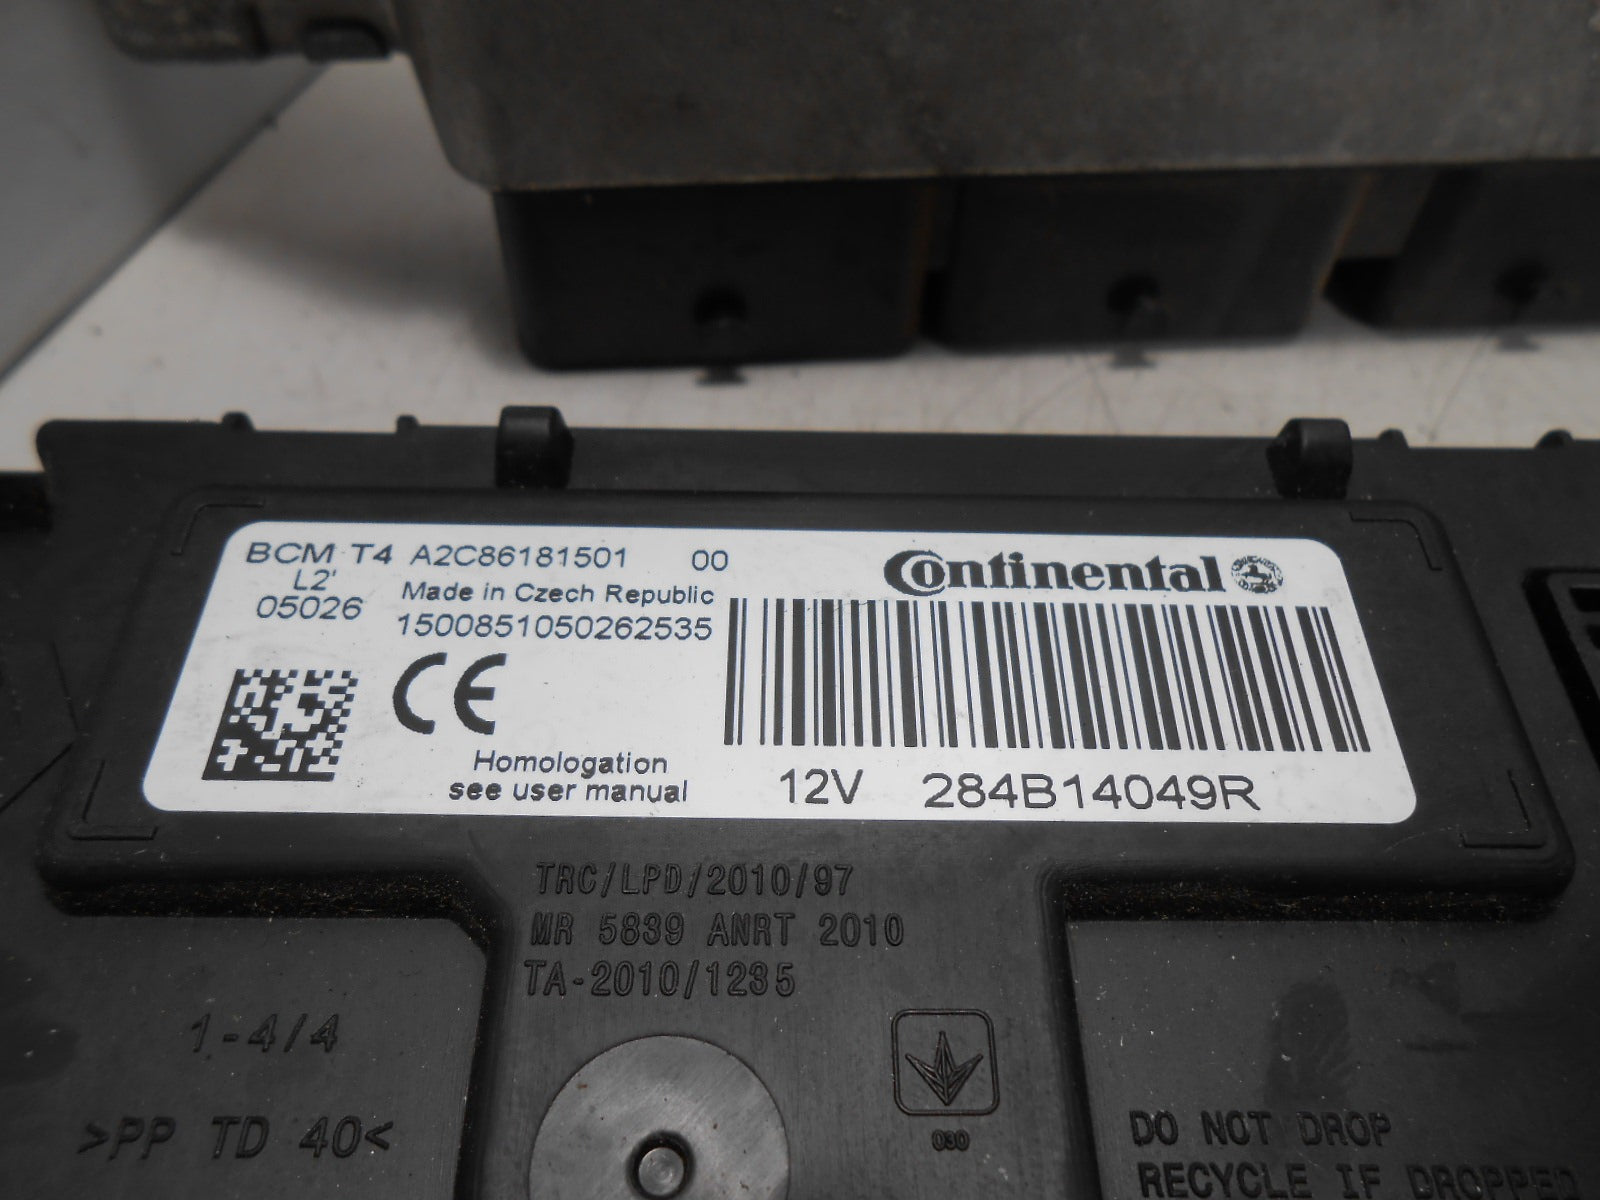 BCM T4 A2C86181501 00
L2'
05026
Made in Czech Republic
1500851050262535
CE
Homologation
see user manual
Continental
12V 284B14049R
TRC/LPD/2010/97
MR 5839 ANRT 2010
TA-2010/1235
1-4/4
>PP TD 40<
030
DO NOT DROP
RECYCLE IF DROPPED